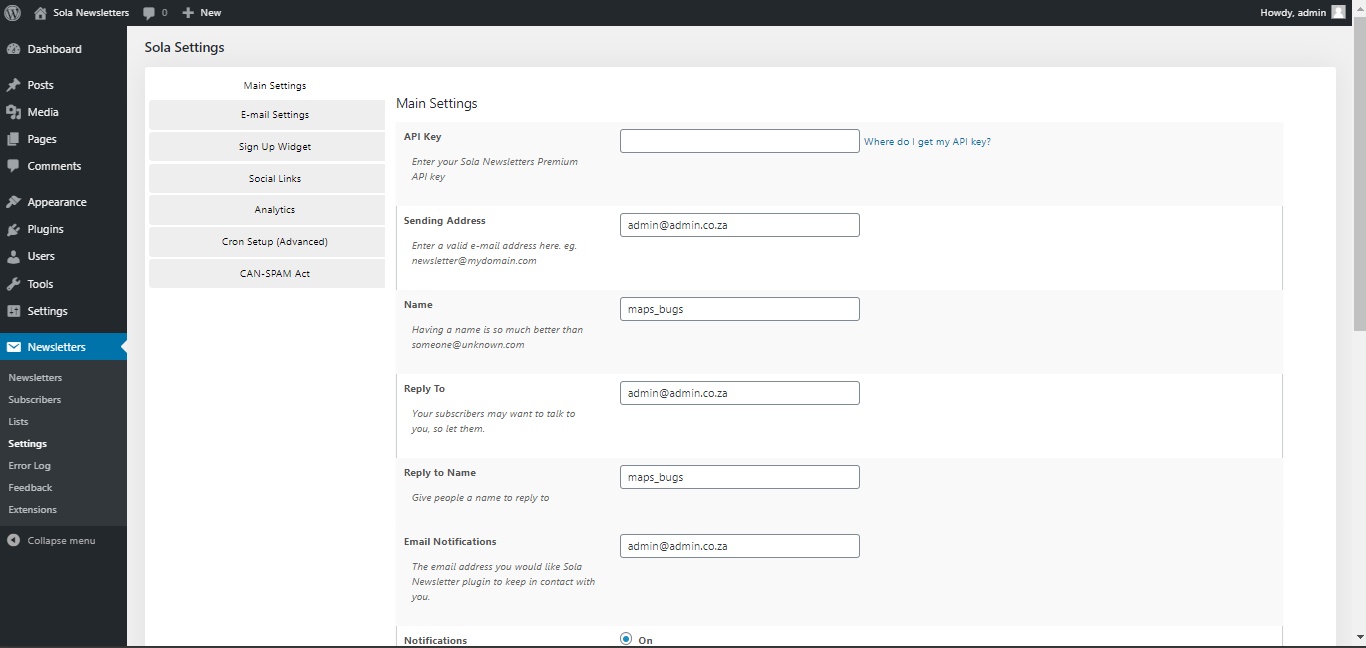 Sola Newsletters 0 New Howdy, admin
Dashboard
Posts
Media
Pages
Comments
Appearance
Plugins
Users
Tools
Settings
Newsletters
Newsletters
Subscribers
Lists
Settings
Error Log
Feedback
Extensions
Collapse menu
Sola Settings
Main Settings
E-mail Settings
Sign Up Widget
Social Links
Analytics
Cron Setup (Advanced)
CAN-SPAM Act
Main Settings
API Key
Where do I get my API key?
Enter your Sola Newsletters Premium
API key
Sending Address
admin@admin.co.za
Enter a valid e-mail address here. eg.
newsletter@mydomain.com
Name
maps_bugs
Having a name is so much better than
someone@unknown.com
Reply To
admin@admin.co.za
Your subscribers may want to talk to
you, so let them.
Reply to Name
maps_bugs
Give people a name to reply to
Email Notifications
admin@admin.co.za
The email address you would like Sola
Newsletter plugin to keep in contact with
you.
Notifications
On